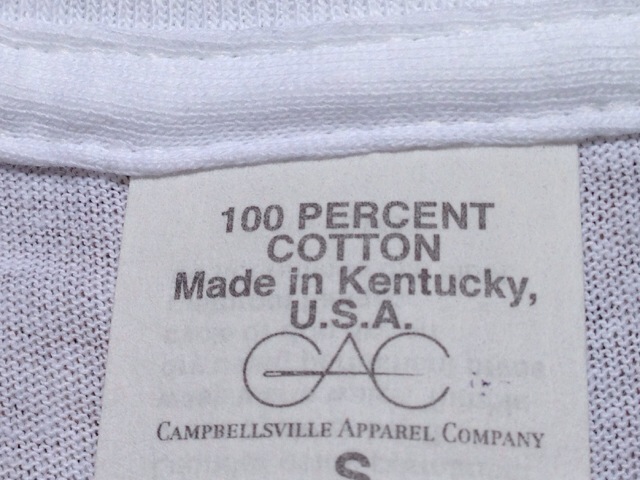 100 PERCENT
COTTON
Made in Kentucky,
U.S.A.
CAC
CAMPBELLSVILLE APPAREL COMPANY
S